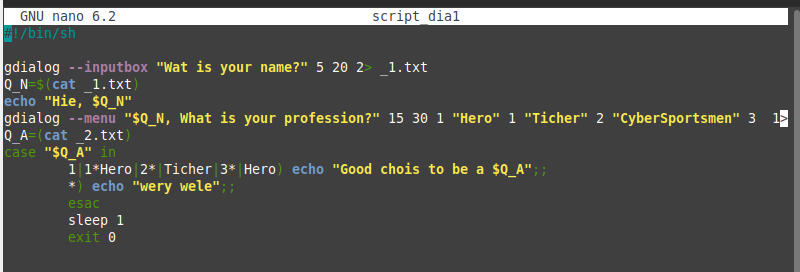 GNU nano 6.2 script_dia1
#!/bin/sh
gdialog --inputbox "Wat is your name?" 5 20 2> _1.txt
Q_N=$(cat _1.txt)
echo "Hie, $Q_N"
gdialog --menu "$Q_N, What is your profession?" 15 30 1 "Hero" 1 "Ticher" 2 "CyberSportsmen" 3  1>
Q_A=(cat _2.txt)
case "$Q_A" in
1|1*Hero|2*|Ticher|3*|Hero) echo "Good chois to be a $Q_A";;
*) echo "wery wele";;
esac
sleep 1
exit 0